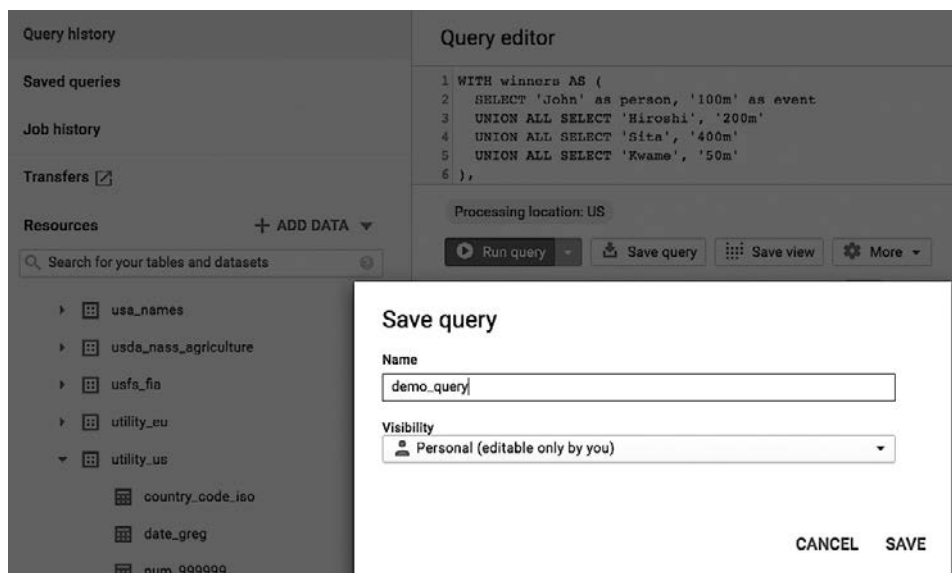 Query history
Saved queries
Job history
Transfers
Resources
ADD DATA
Search for your tables and datasets
usa_names
usda_nass_agriculture
usfs_fia
utility_eu
utility_us
country_code_iso
date_greg
num_999999
Query editor
1 WITH winners AS (
2 SELECT 'John' as person, '100m' as event
3 UNION ALL SELECT 'Hiroshi', '200m'
4 UNION ALL SELECT 'Sita', '400m'
5 UNION ALL SELECT 'Kwame', '50m'
6 ),
Processing location: US
Run query
Save query
Save view
More
Save query
Name
demo_query
Visibility
Personal (editable only by you)
CANCEL SAVE